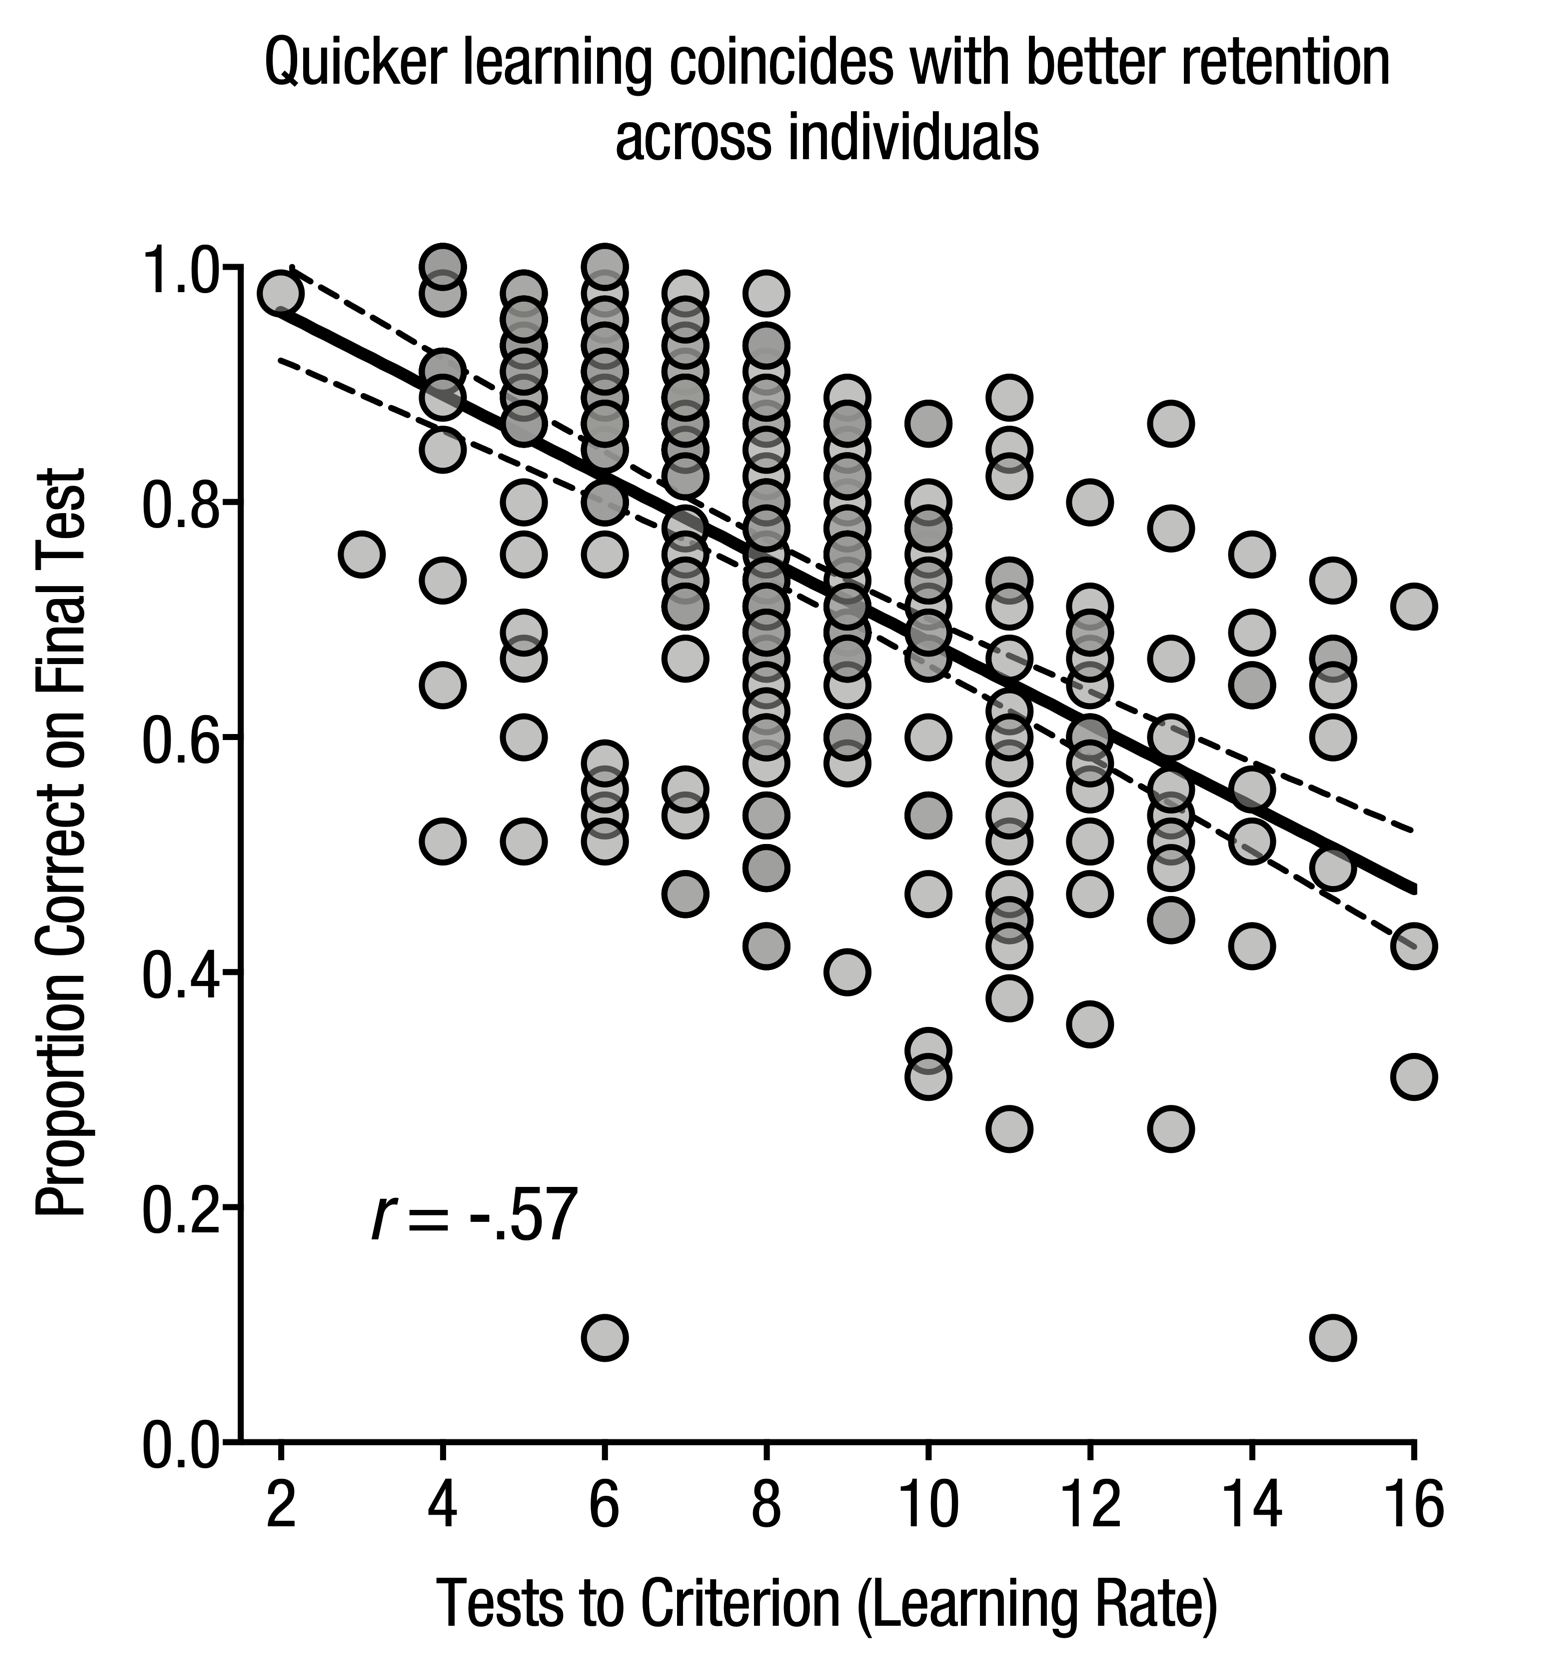 Quicker learning coincides with better retention
across individuals
Proportion Correct on Final Test
1.0
0.8
0.6
0.4
0.2
0.0
r = -.57
2 4 6 8 10 12 14 16
Tests to Criterion (Learning Rate)